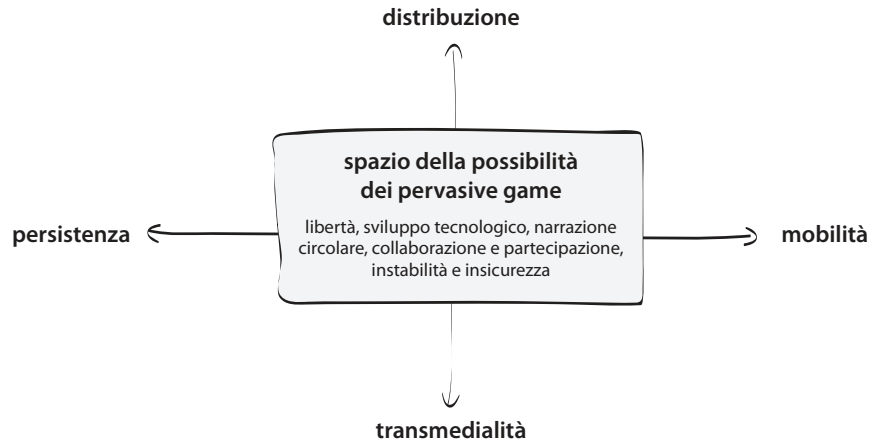 distribuzione
spazio della possibilità
dei pervasive game
libertà, sviluppo tecnologico, narrazione
circolare, collaborazione e partecipazione,
instabilità e insicurezza
persistenza
mobilità
transmedialità